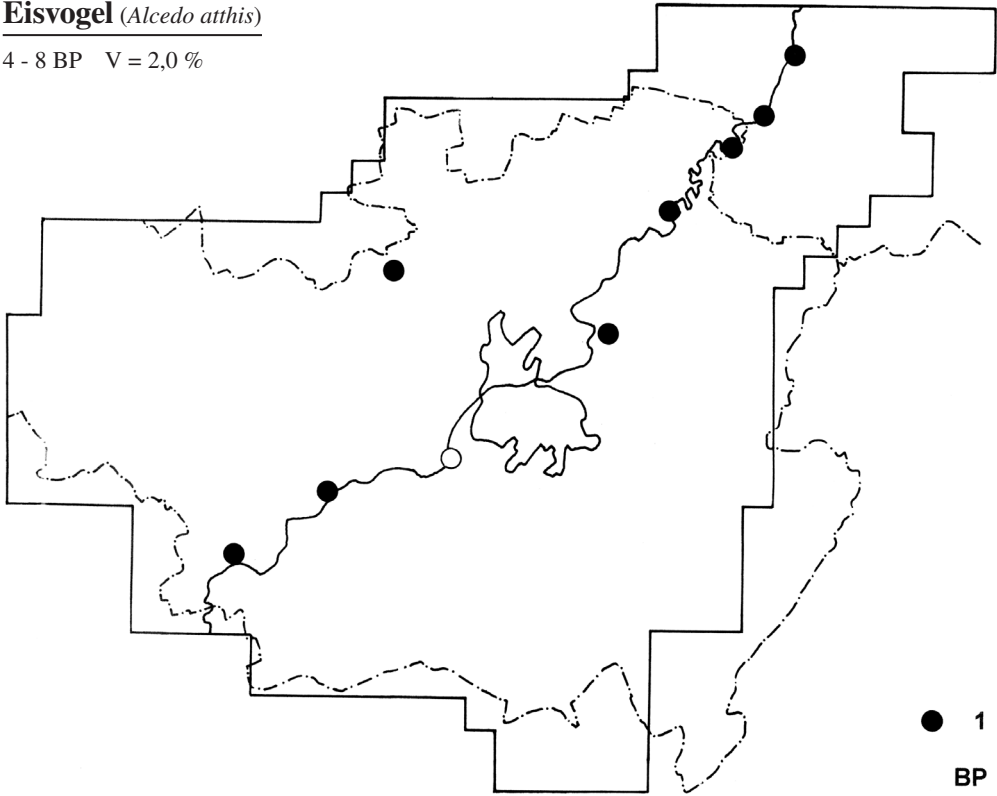 Eisvogel (Alcedo atthis)
4 - 8 BP V = 2,0 %
1
BP